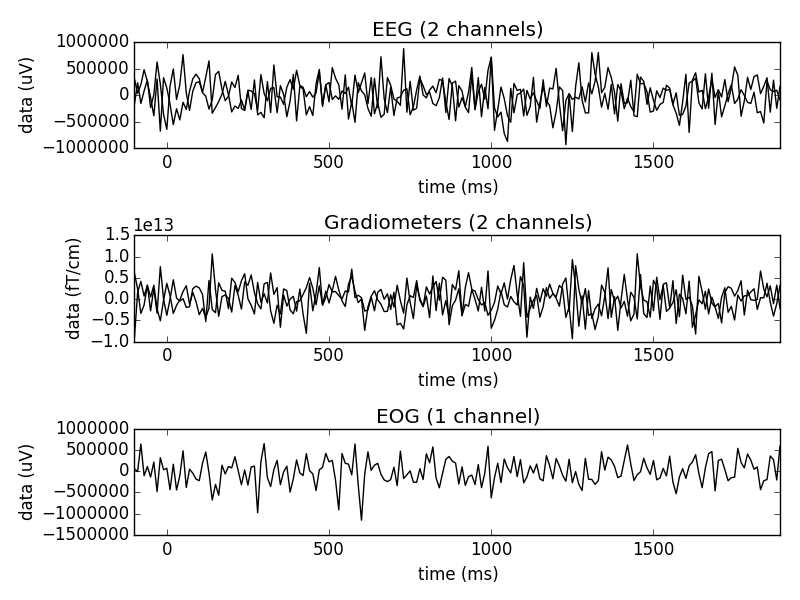 EEG (2 channels)
1000000
500000
0
−500000
−1000000
data (uV)
0 500 1000 1500
time (ms)
Gradiometers (2 channels)
1e13
1.5
1.0
0.5
0.0
−0.5
−1.0
data (fT/cm)
0 500 1000 1500
time (ms)
EOG (1 channel)
1000000
500000
0
−500000
−1000000
−1500000
data (uV)
0 500 1000 1500
time (ms)